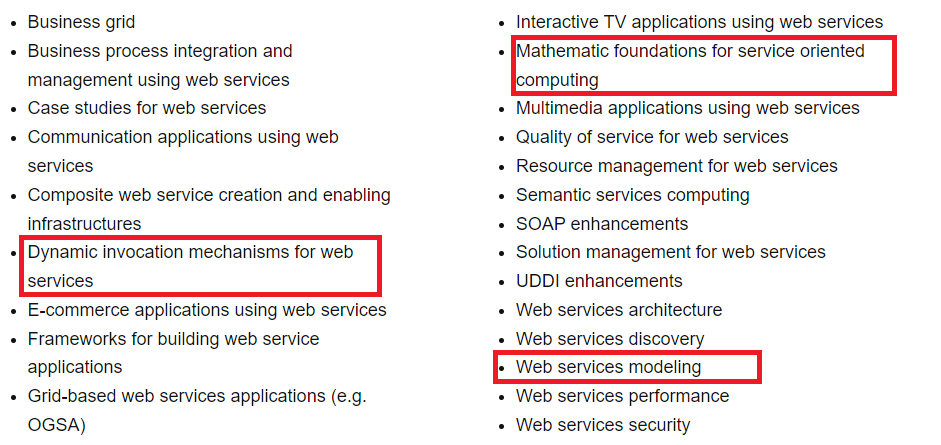 Business grid
Business process integration and
management using web services
Case studies for web services
Communication applications using web
services
Composite web service creation and enabling
infrastructures
Dynamic invocation mechanisms for web
services
E-commerce applications using web services
Frameworks for building web service
applications
Grid-based web services applications (e.g.
OGSA)
Interactive TV applications using web services
Mathematic foundations for service oriented
computing
Multimedia applications using web services
Quality of service for web services
Resource management for web services
Semantic services computing
SOAP enhancements
Solution management for web services
UDDI enhancements
Web services architecture
Web services discovery
Web services modeling
Web services performance
Web services security